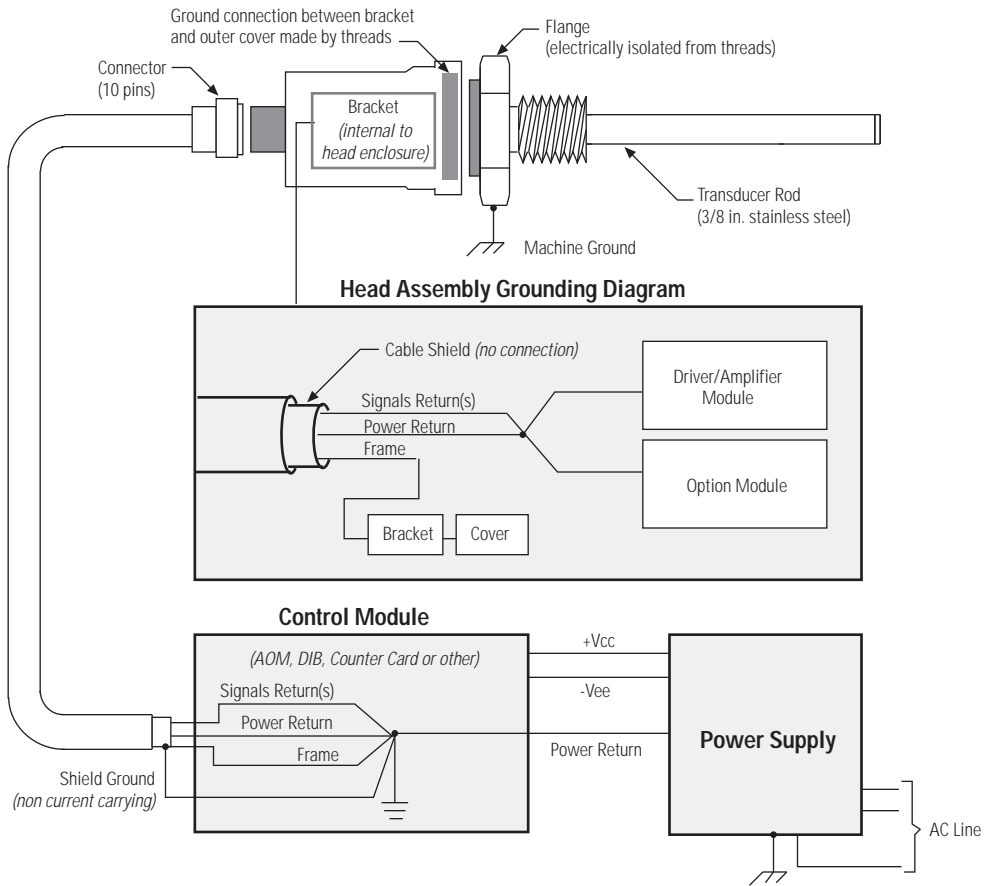 Ground connection between bracket
and outer cover made by threads
Flange
(electrically isolated from threads)
Connector
(10 pins)
Bracket
(internal to
head enclosure)
Transducer Rod
(3/8 in. stainless steel)
Machine Ground
Head Assembly Grounding Diagram
Cable Shield (no connection)
Signals Return(s)
Power Return
Frame
Driver/Amplifier
Module
Option Module
Bracket
Cover
Control Module
(AOM, DIB, Counter Card or other)
Signals Return(s)
Power Return
Frame
Shield Ground
(non current carrying)
+Vcc
-Vee
Power Return
Power Supply
AC Line